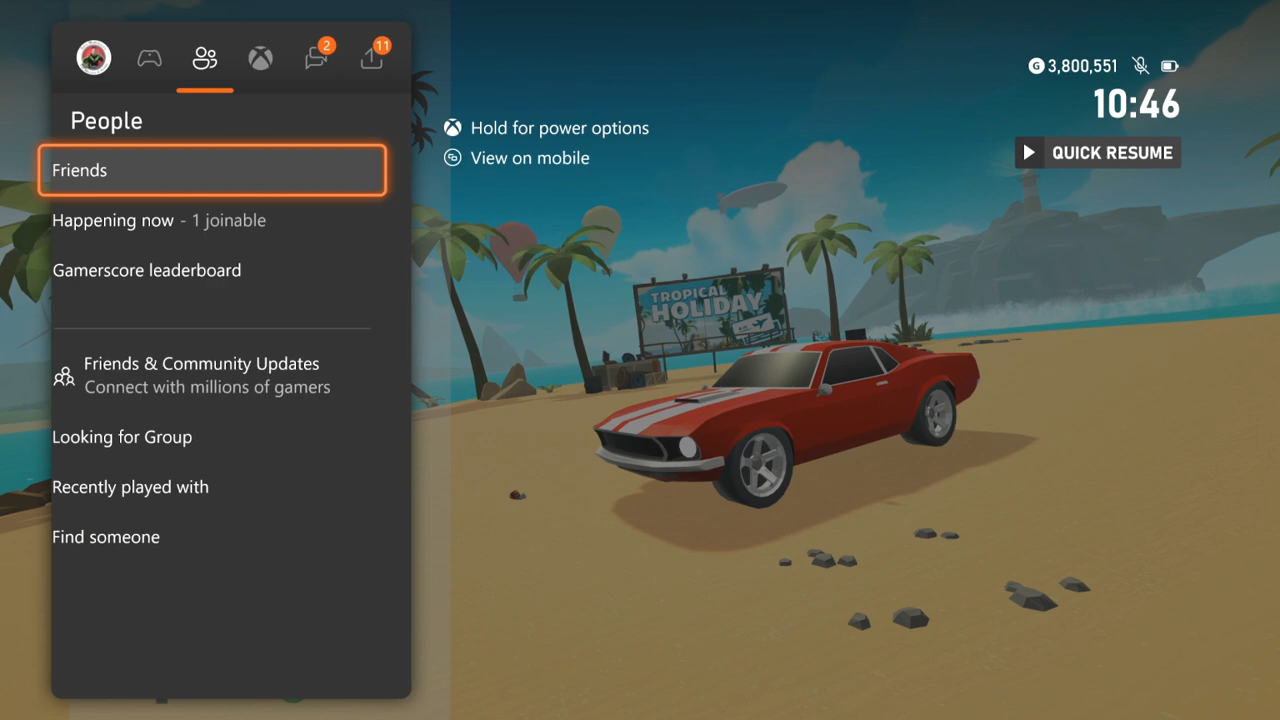 2
11
People
Friends
Happening now - 1 joinable
Gamerscore leaderboard
Friends & Community Updates
Connect with millions of gamers
Looking for Group
Recently played with
Find someone
Hold for power options
View on mobile
G 3,800,551
10:46
QUICK RESUME
TROPICAL
HOLIDAY